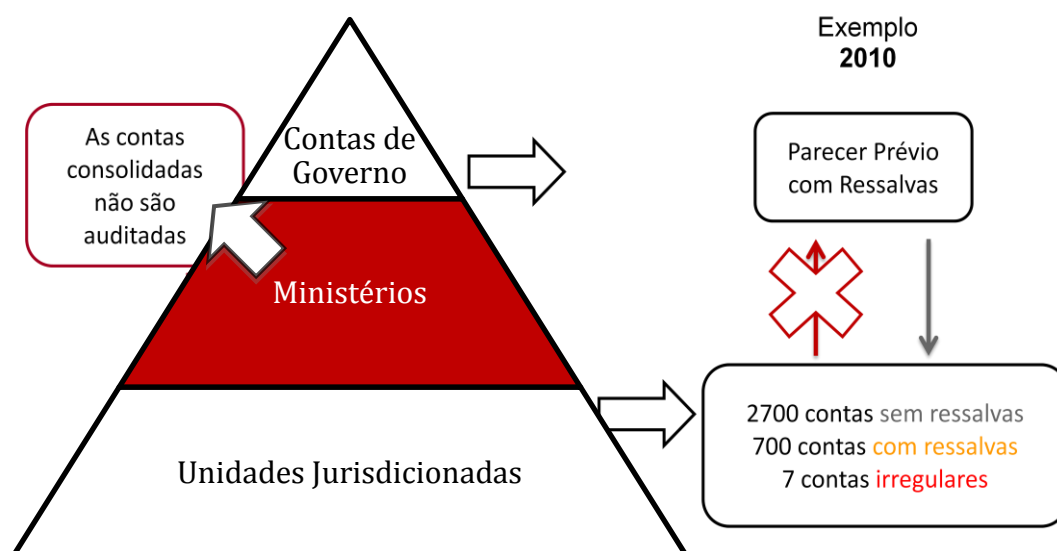 Exemplo
2010
As contas
consolidadas
não são
auditadas
Contas de
Governo
Parecer Prévio
com Ressalvas
Ministérios
Unidades Jurisdicionadas
2700 contas sem ressalvas
700 contas com ressalvas
7 contas irregulares